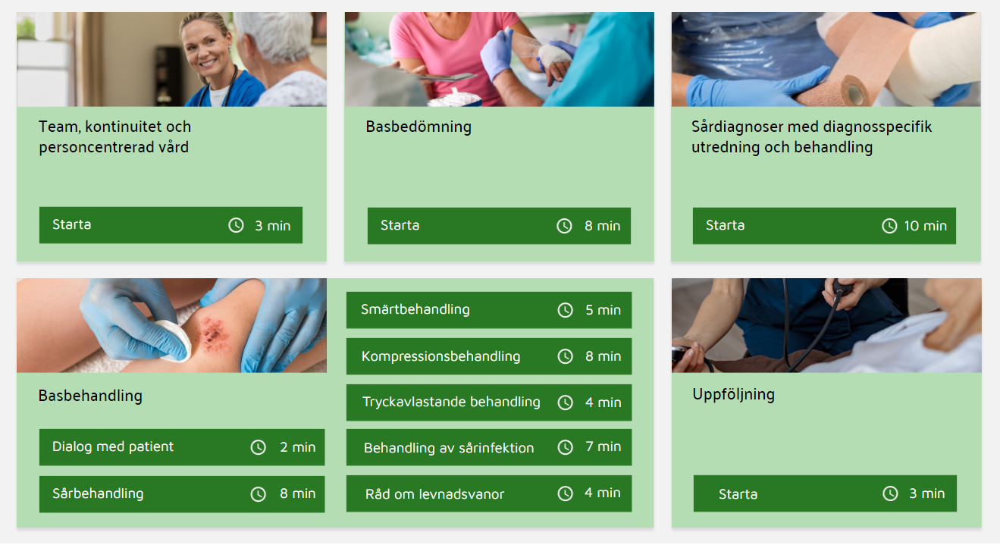 Team, kontinuitet och
personcentrerad vård
Starta 3 min
Basbedömning
Starta 8 min
Sårdiagnoser med diagnosspecifik
utredning och behandling
Starta 10 min
Basbehandling
Dialog med patient 2 min
Sårbehandling 8 min
Smärtbehandling 5 min
Kompressionsbehandling 8 min
Tryckavlastande behandling 4 min
Behandling av sårinfektion 7 min
Råd om levnadsvanor 4 min
Uppföljning
Starta 3 min